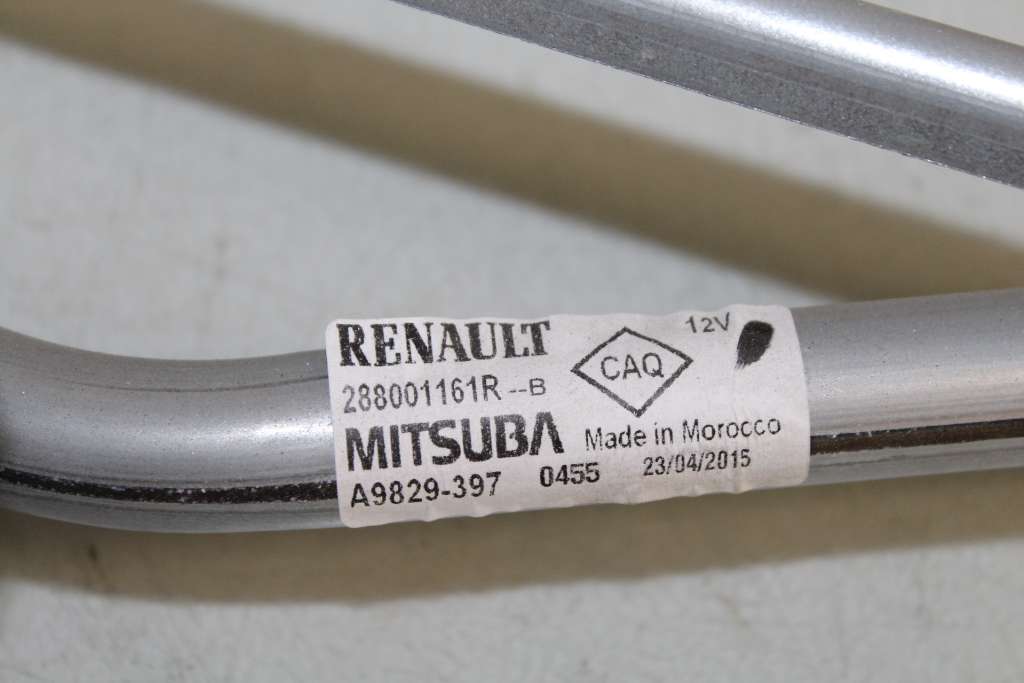 RENAULT
288001161R--B
MITSUBA
A9829-397 0455
CAQ
12V
Made in Morocco
23/04/2015